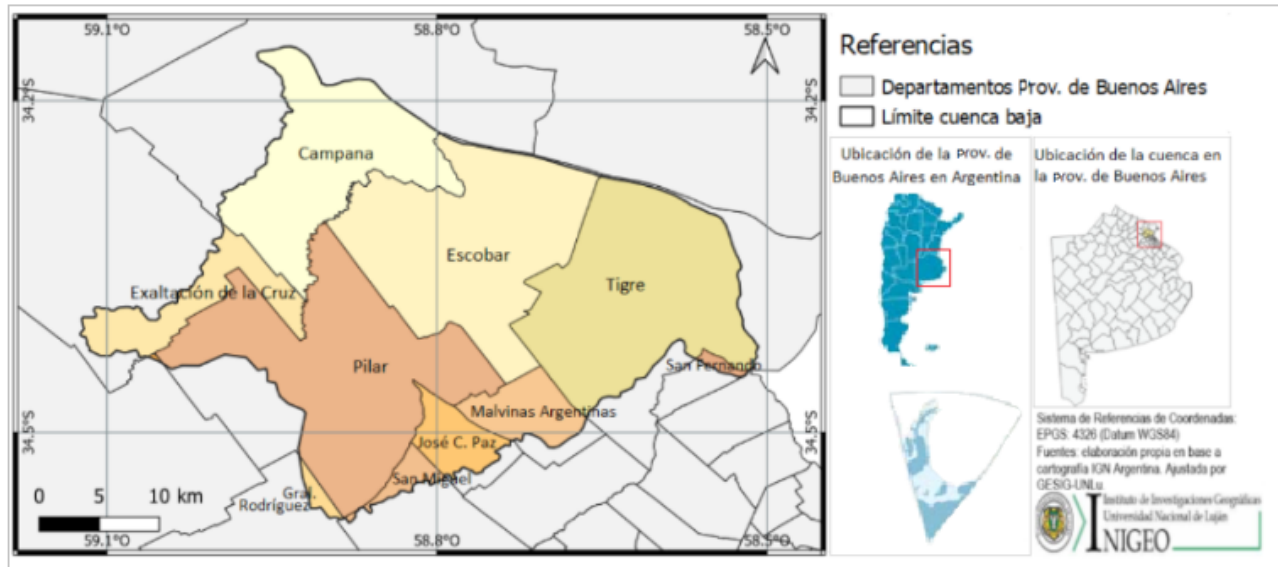 59.1°O
58.8°O
58.5°O
34.2°S
34.2°S
Campana
Escobar
Tigre
Exaltación de la Cruz
Pilar
San Fernando
Malvinas Argentinas
José C. Paz
San Miguel
Gral.
Rodríguez
34.5°S
34.5°S
0 5 10 km
59.1°O
58.8°O
58.5°O
Referencias
Departamentos Prov. de Buenos Aires
Límite cuenca baja
Ubicación de la Prov. de
Buenos Aires en Argentina
Ubicación de la cuenca en
la Prov. de Buenos Aires
Sistema de Referencias de Coordenadas:
EPGS: 4326 (Datum WGS84)
Fuentes: elaboración propia en base a
cartografía IGN Argentina. Ajustada por
GESIG-UNLu
Instituto de Investigaciones Geográficas
Universidad Nacional de Luján
INIGEO